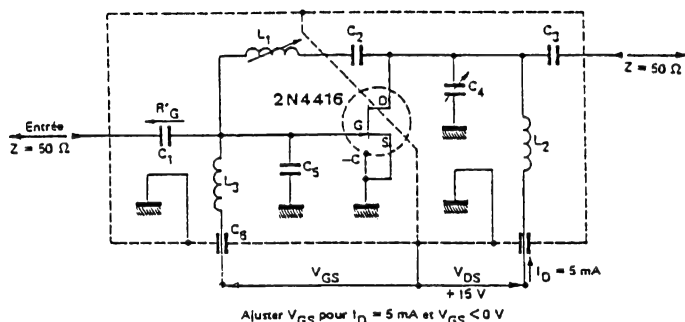 L₁
C₂
C₃
2N4416
D
C₄
Z = 50 Ω
R'G
G
S
Entrée
Z = 50 Ω
C₁
–C
L₂
L₃
C₅
C₆
VGS
VDS
ID = 5 mA
+ 15 V
Ajuster VGS pour ID = 5 mA et VGS < 0 V